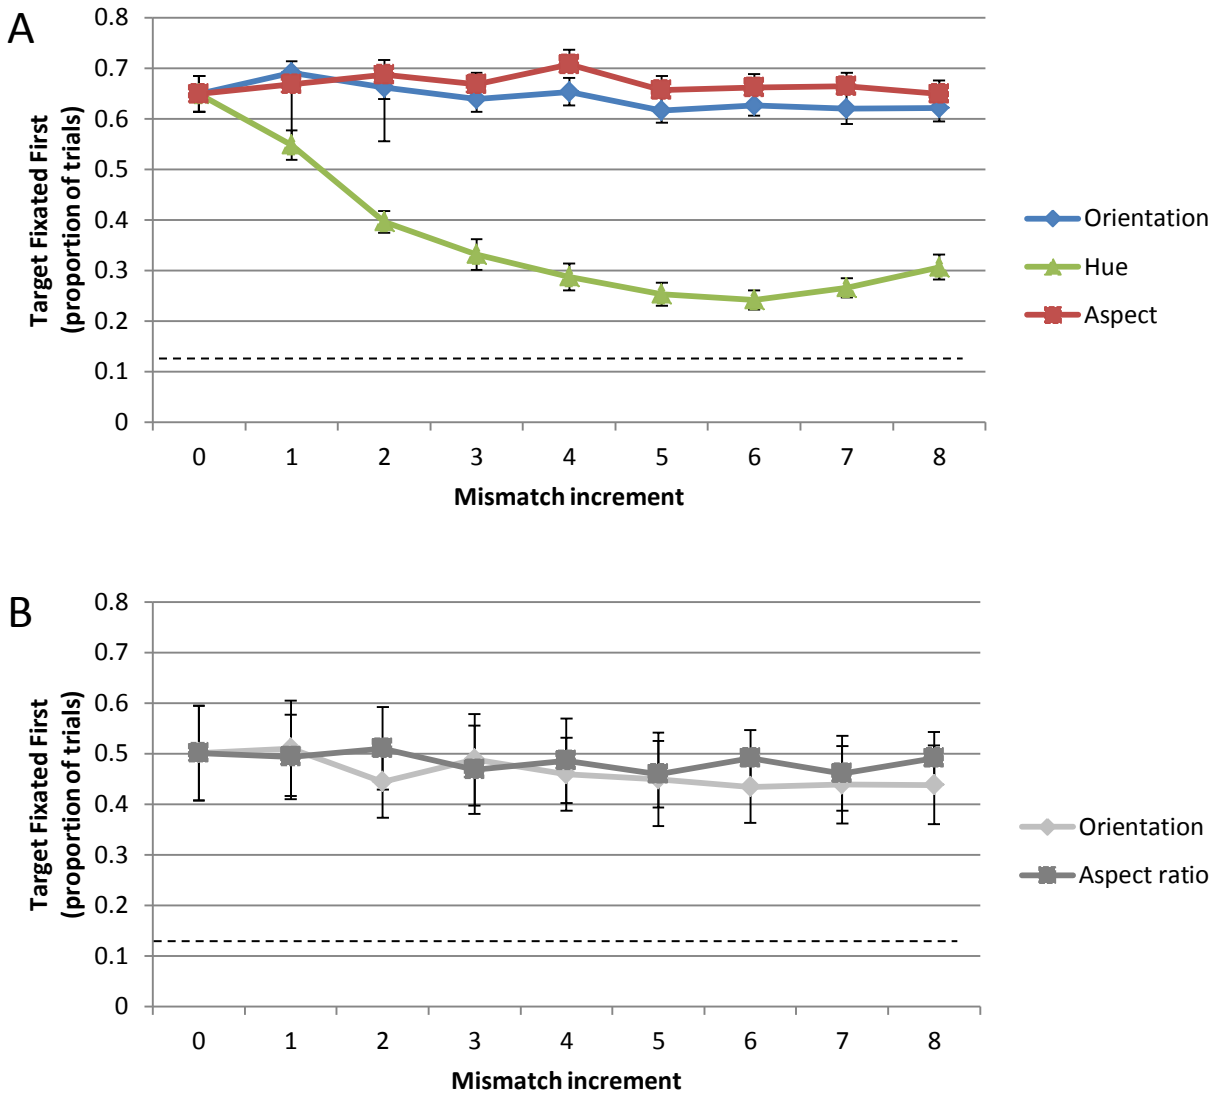 A
0.8
0.7
0.6
0.5
0.4
0.3
0.2
0.1
0
Target Fixated First
(proportion of trials)
0 1 2 3 4 5 6 7 8
Mismatch increment
Orientation
Hue
Aspect
B
0.8
0.7
0.6
0.5
0.4
0.3
0.2
0.1
0
Target Fixated First
(proportion of trials)
0 1 2 3 4 5 6 7 8
Mismatch increment
Orientation
Aspect ratio